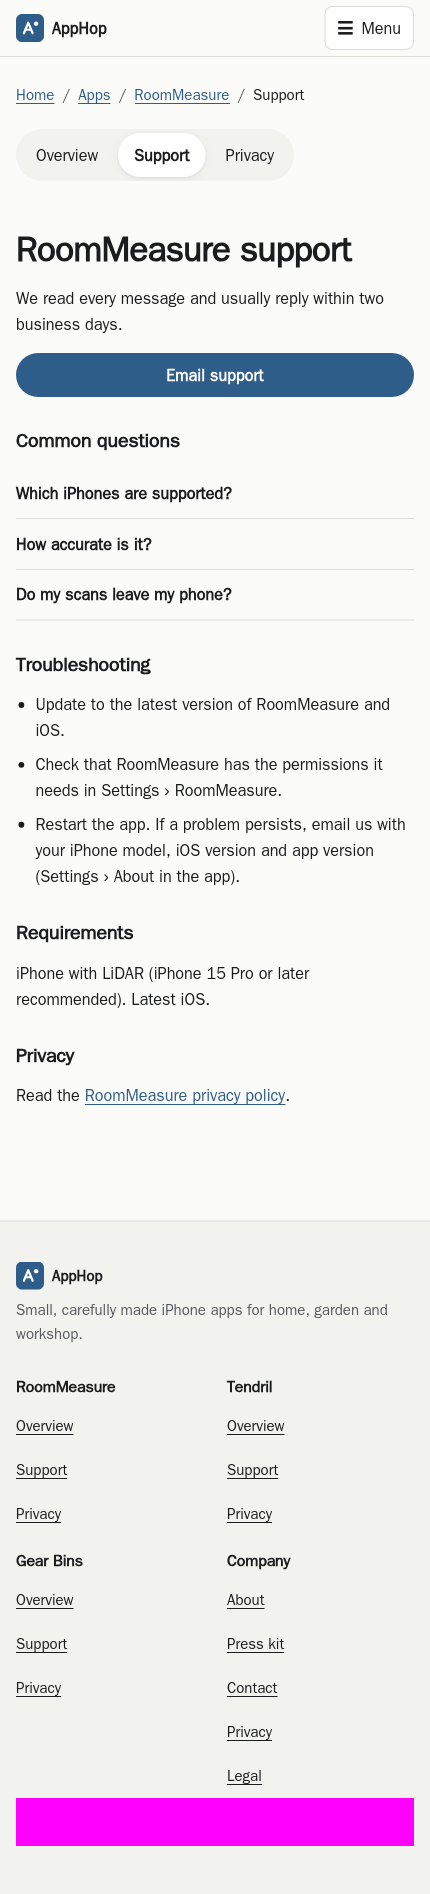 AppHop
☰ Menu
Home / Apps / RoomMeasure / Support
Overview Support Privacy
RoomMeasure support
We read every message and usually reply within two
business days.
Email support
Common questions
Which iPhones are supported?
How accurate is it?
Do my scans leave my phone?
Troubleshooting
• Update to the latest version of RoomMeasure and
iOS.
• Check that RoomMeasure has the permissions it
needs in Settings › RoomMeasure.
• Restart the app. If a problem persists, email us with
your iPhone model, iOS version and app version
(Settings › About in the app).
Requirements
iPhone with LiDAR (iPhone 15 Pro or later
recommended). Latest iOS.
Privacy
Read the RoomMeasure privacy policy.
AppHop
Small, carefully made iPhone apps for home, garden and
workshop.
RoomMeasure
Overview
Support
Privacy
Tendril
Overview
Support
Privacy
Gear Bins
Overview
Support
Privacy
Company
About
Press kit
Contact
Privacy
Legal